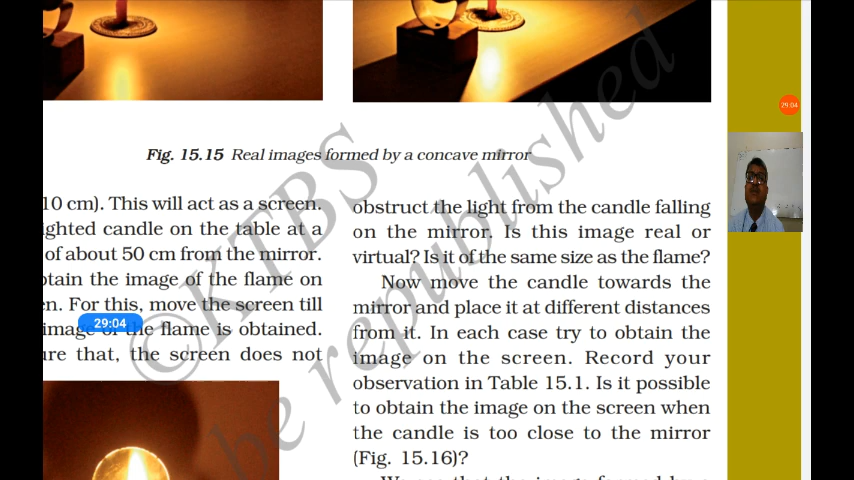 Fig. 15.15 Real images formed by a concave mirror
10 cm). This will act as a screen.
ighted candle on the table at a
of about 50 cm from the mirror.
otain the image of the flame on
en. For this, move the screen till
image of the flame is obtained.
ure that, the screen does not
obstruct the light from the candle falling
on the mirror. Is this image real or
virtual? Is it of the same size as the flame?
Now move the candle towards the
mirror and place it at different distances
from it. In each case try to obtain the
image on the screen. Record your
observation in Table 15.1. Is it possible
to obtain the image on the screen when
the candle is too close to the mirror
(Fig. 15.16)?
©KTBS
be republished
29:04
29:04